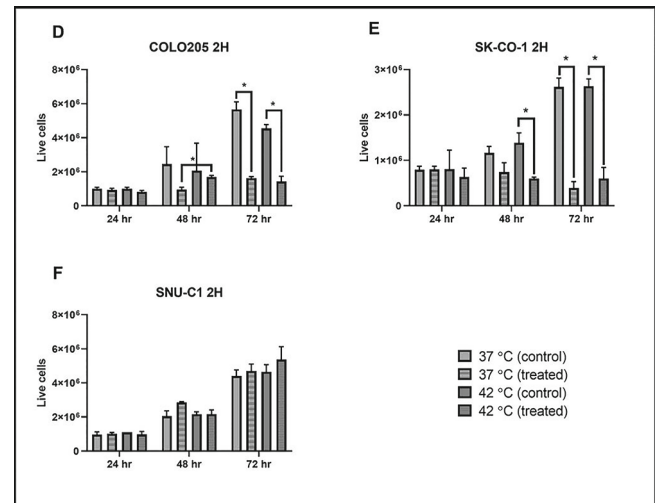 D
COLO205 2H
8×10⁶
6×10⁶
4×10⁶
2×10⁶
0
Live cells
*
*
*
24 hr 48 hr 72 hr
E
SK-CO-1 2H
3×10⁶
2×10⁶
1×10⁶
0
Live cells
*
*
*
24 hr 48 hr 72 hr
F
SNU-C1 2H
8×10⁶
6×10⁶
4×10⁶
2×10⁶
0
Live cells
24 hr 48 hr 72 hr
37 °C (control)
37 °C (treated)
42 °C (control)
42 °C (treated)